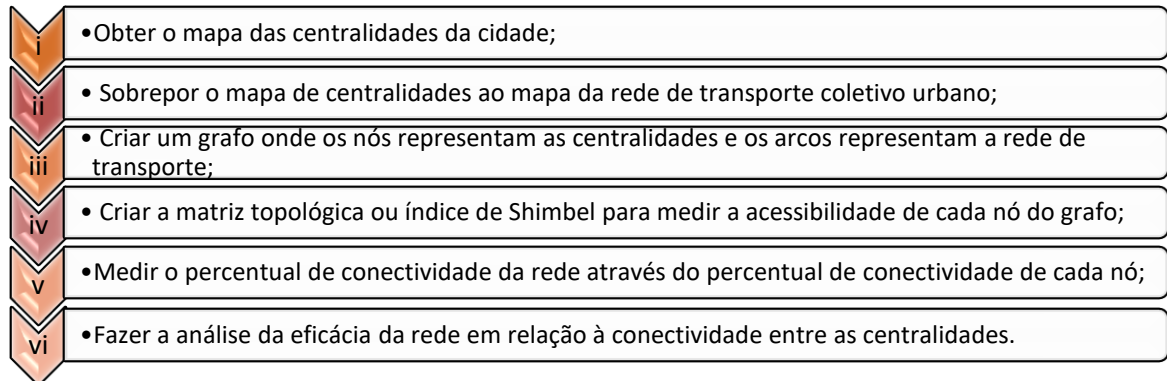 i •Obter o mapa das centralidades da cidade;
ii • Sobrepor o mapa de centralidades ao mapa da rede de transporte coletivo urbano;
iii • Criar um grafo onde os nós representam as centralidades e os arcos representam a rede de
transporte;
iv • Criar a matriz topológica ou índice de Shimbel para medir a acessibilidade de cada nó do grafo;
v •Medir o percentual de conectividade da rede através do percentual de conectividade de cada nó;
vi •Fazer a análise da eficácia da rede em relação à conectividade entre as centralidades.